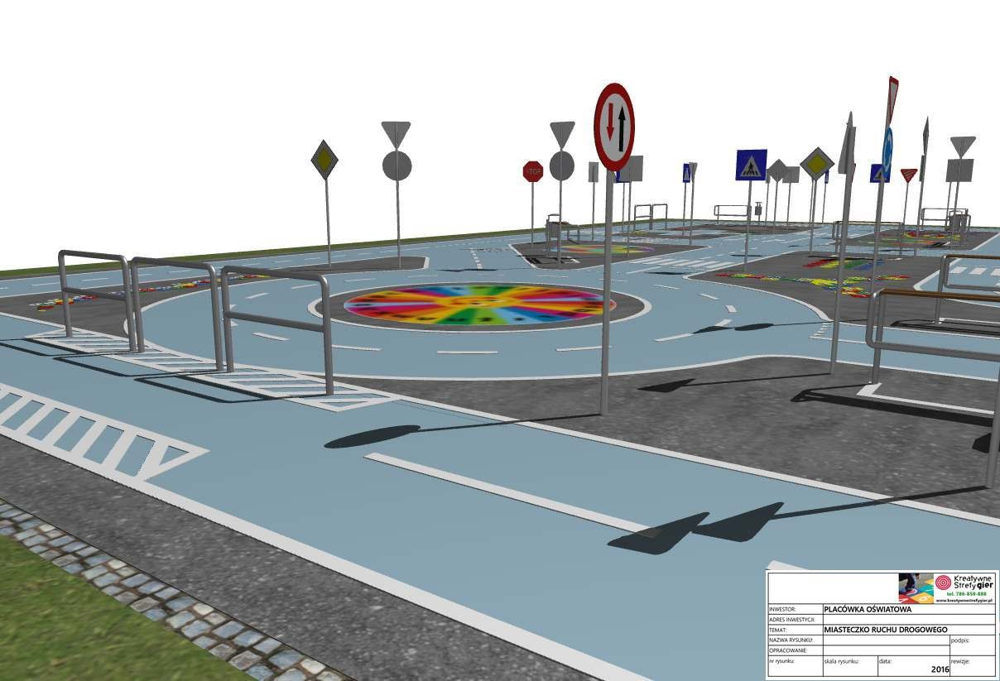 STOP
Kreatywne
Strefy gier
tel. 786-859-888
www.kreatywnestrefygier.pl
INWESTOR: PLACÓWKA OŚWIATOWA
ADRES INWESTYCJI:
TEMAT: MIASTECZKO RUCHU DROGOWEGO
NAZWA RYSUNKU: podpis:
OPRACOWANIE:
nr rysunku: skala rysunku: data: rewizje:
2016